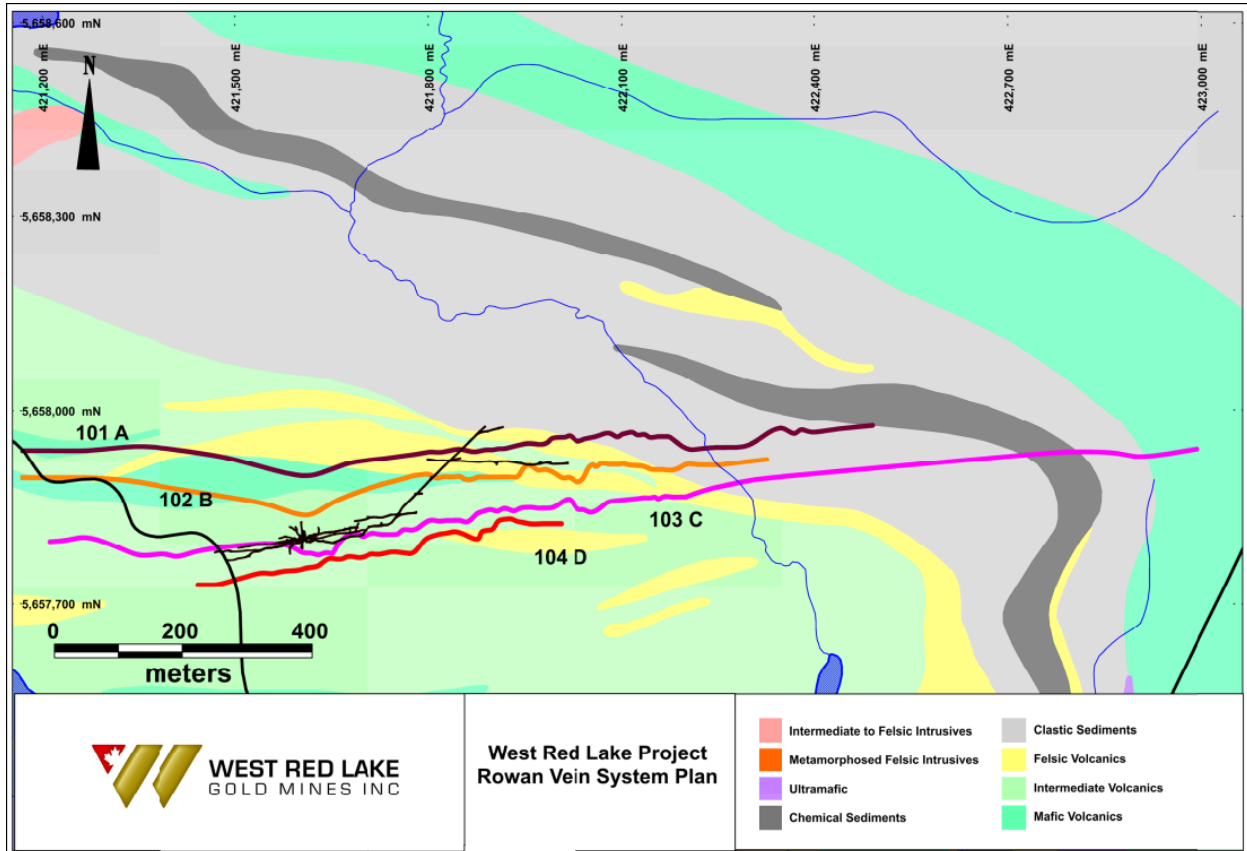 5,658,600 mN
421,200 mE
421,500 mE
421,800 mE
422,100 mE
422,400 mE
422,700 mE
423,000 mE
N
5,658,300 mN
5,658,000 mN
101 A
102 B
103 C
104 D
5,657,700 mN
0 200 400
meters
WEST RED LAKE
GOLD MINES INC
West Red Lake Project
Rowan Vein System Plan
Intermediate to Felsic Intrusives
Metamorphosed Felsic Intrusives
Ultramafic
Chemical Sediments
Clastic Sediments
Felsic Volcanics
Intermediate Volcanics
Mafic Volcanics